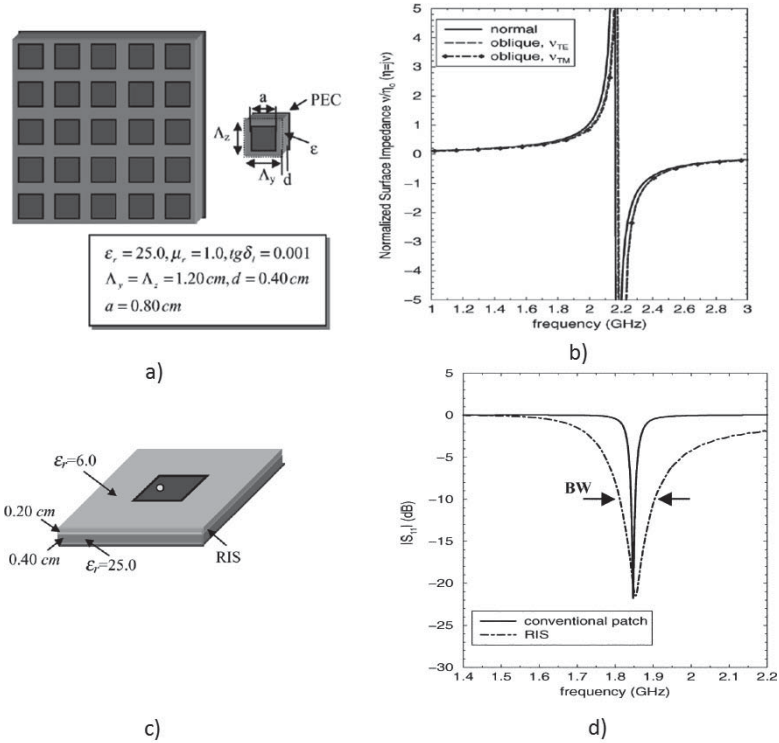 a
PEC
Λz
ε
Λy
d
εr = 25.0, μr = 1.0, tgδl = 0.001
Λy = Λz = 1.20 cm, d = 0.40 cm
a = 0.80 cm
a)
5
4
3
2
1
0
−1
−2
−3
−4
−5
normal
oblique, νTE
oblique, νTM
Normalized Surface Impedance ν/η0 (η=jν)
1 1.2 1.4 1.6 1.8 2 2.2 2.4 2.6 2.8 3
frequency (GHz)
b)
εr=6.0
0.20 cm
0.40 cm
εr=25.0
RIS
c)
5
0
−5
−10
−15
−20
−25
−30
|S11| (dB)
BW
conventional patch
RIS
1.4 1.5 1.6 1.7 1.8 1.9 2 2.1 2.2
frequency (GHz)
d)